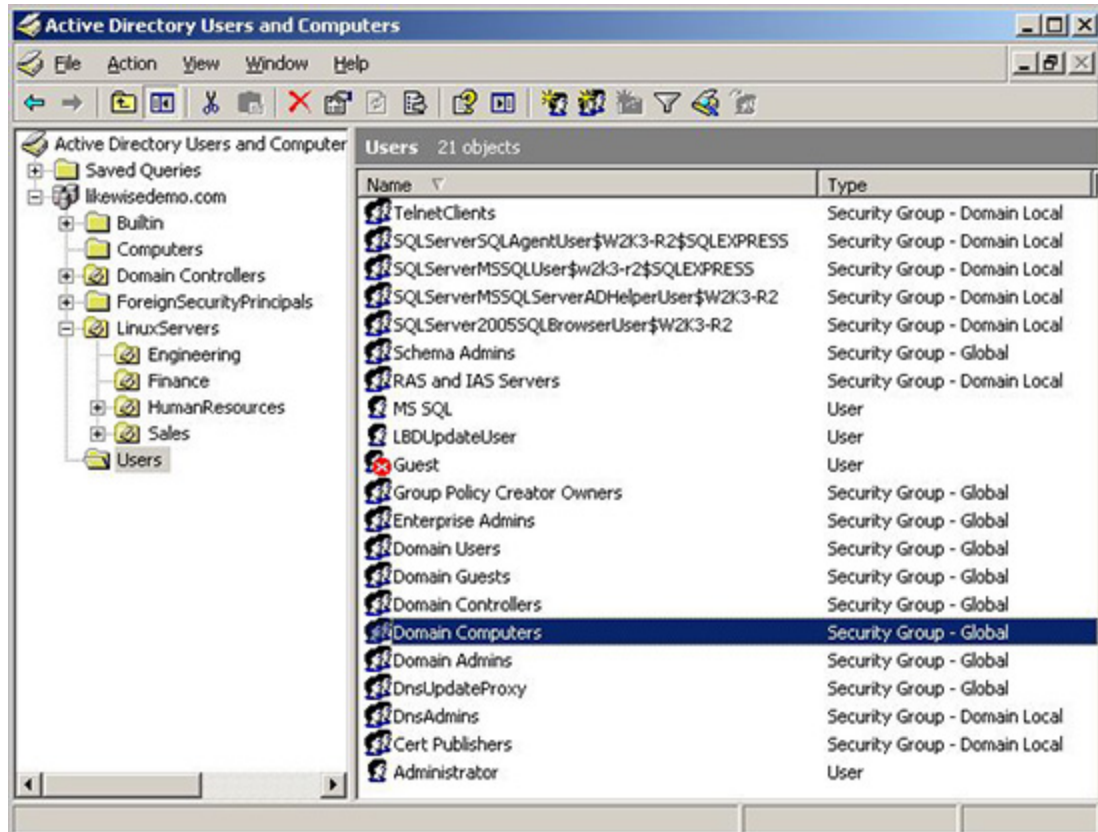 Active Directory Users and Computers
File Action View Window Help
Active Directory Users and Computer
Saved Queries
likewisedemo.com
Builtin
Computers
Domain Controllers
ForeignSecurityPrincipals
LinuxServers
Engineering
Finance
HumanResources
Sales
Users
Users 21 objects
Name Type
TelnetClients Security Group - Domain Local
SQLServerSQLAgentUser$W2K3-R2$SQLEXPRESS Security Group - Domain Local
SQLServerMSSQLUser$w2k3-r2$SQLEXPRESS Security Group - Domain Local
SQLServerMSSQLServerADHelperUser$W2K3-R2 Security Group - Domain Local
SQLServer2005SQLBrowserUser$W2K3-R2 Security Group - Domain Local
Schema Admins Security Group - Global
RAS and IAS Servers Security Group - Domain Local
MS SQL User
LBDUpdateUser User
Guest User
Group Policy Creator Owners Security Group - Global
Enterprise Admins Security Group - Global
Domain Users Security Group - Global
Domain Guests Security Group - Global
Domain Controllers Security Group - Global
Domain Computers Security Group - Global
Domain Admins Security Group - Global
DnsUpdateProxy Security Group - Global
DnsAdmins Security Group - Domain Local
Cert Publishers Security Group - Domain Local
Administrator User